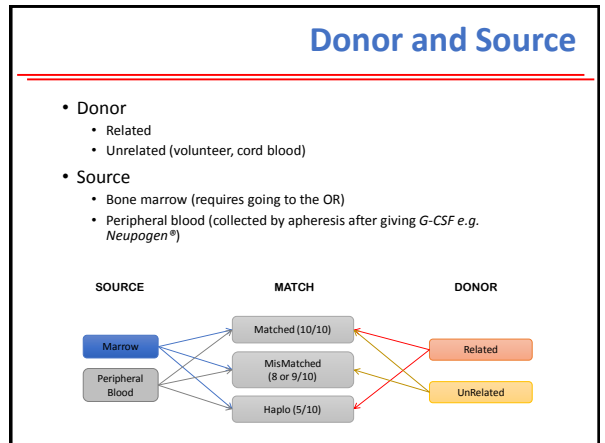 Donor and Source
• Donor
• Related
• Unrelated (volunteer, cord blood)
• Source
• Bone marrow (requires going to the OR)
• Peripheral blood (collected by apheresis after giving G-CSF e.g.
Neupogen®)
SOURCE
MATCH
DONOR
Marrow
Peripheral
Blood
Matched (10/10)
MisMatched
(8 or 9/10)
Haplo (5/10)
Related
UnRelated